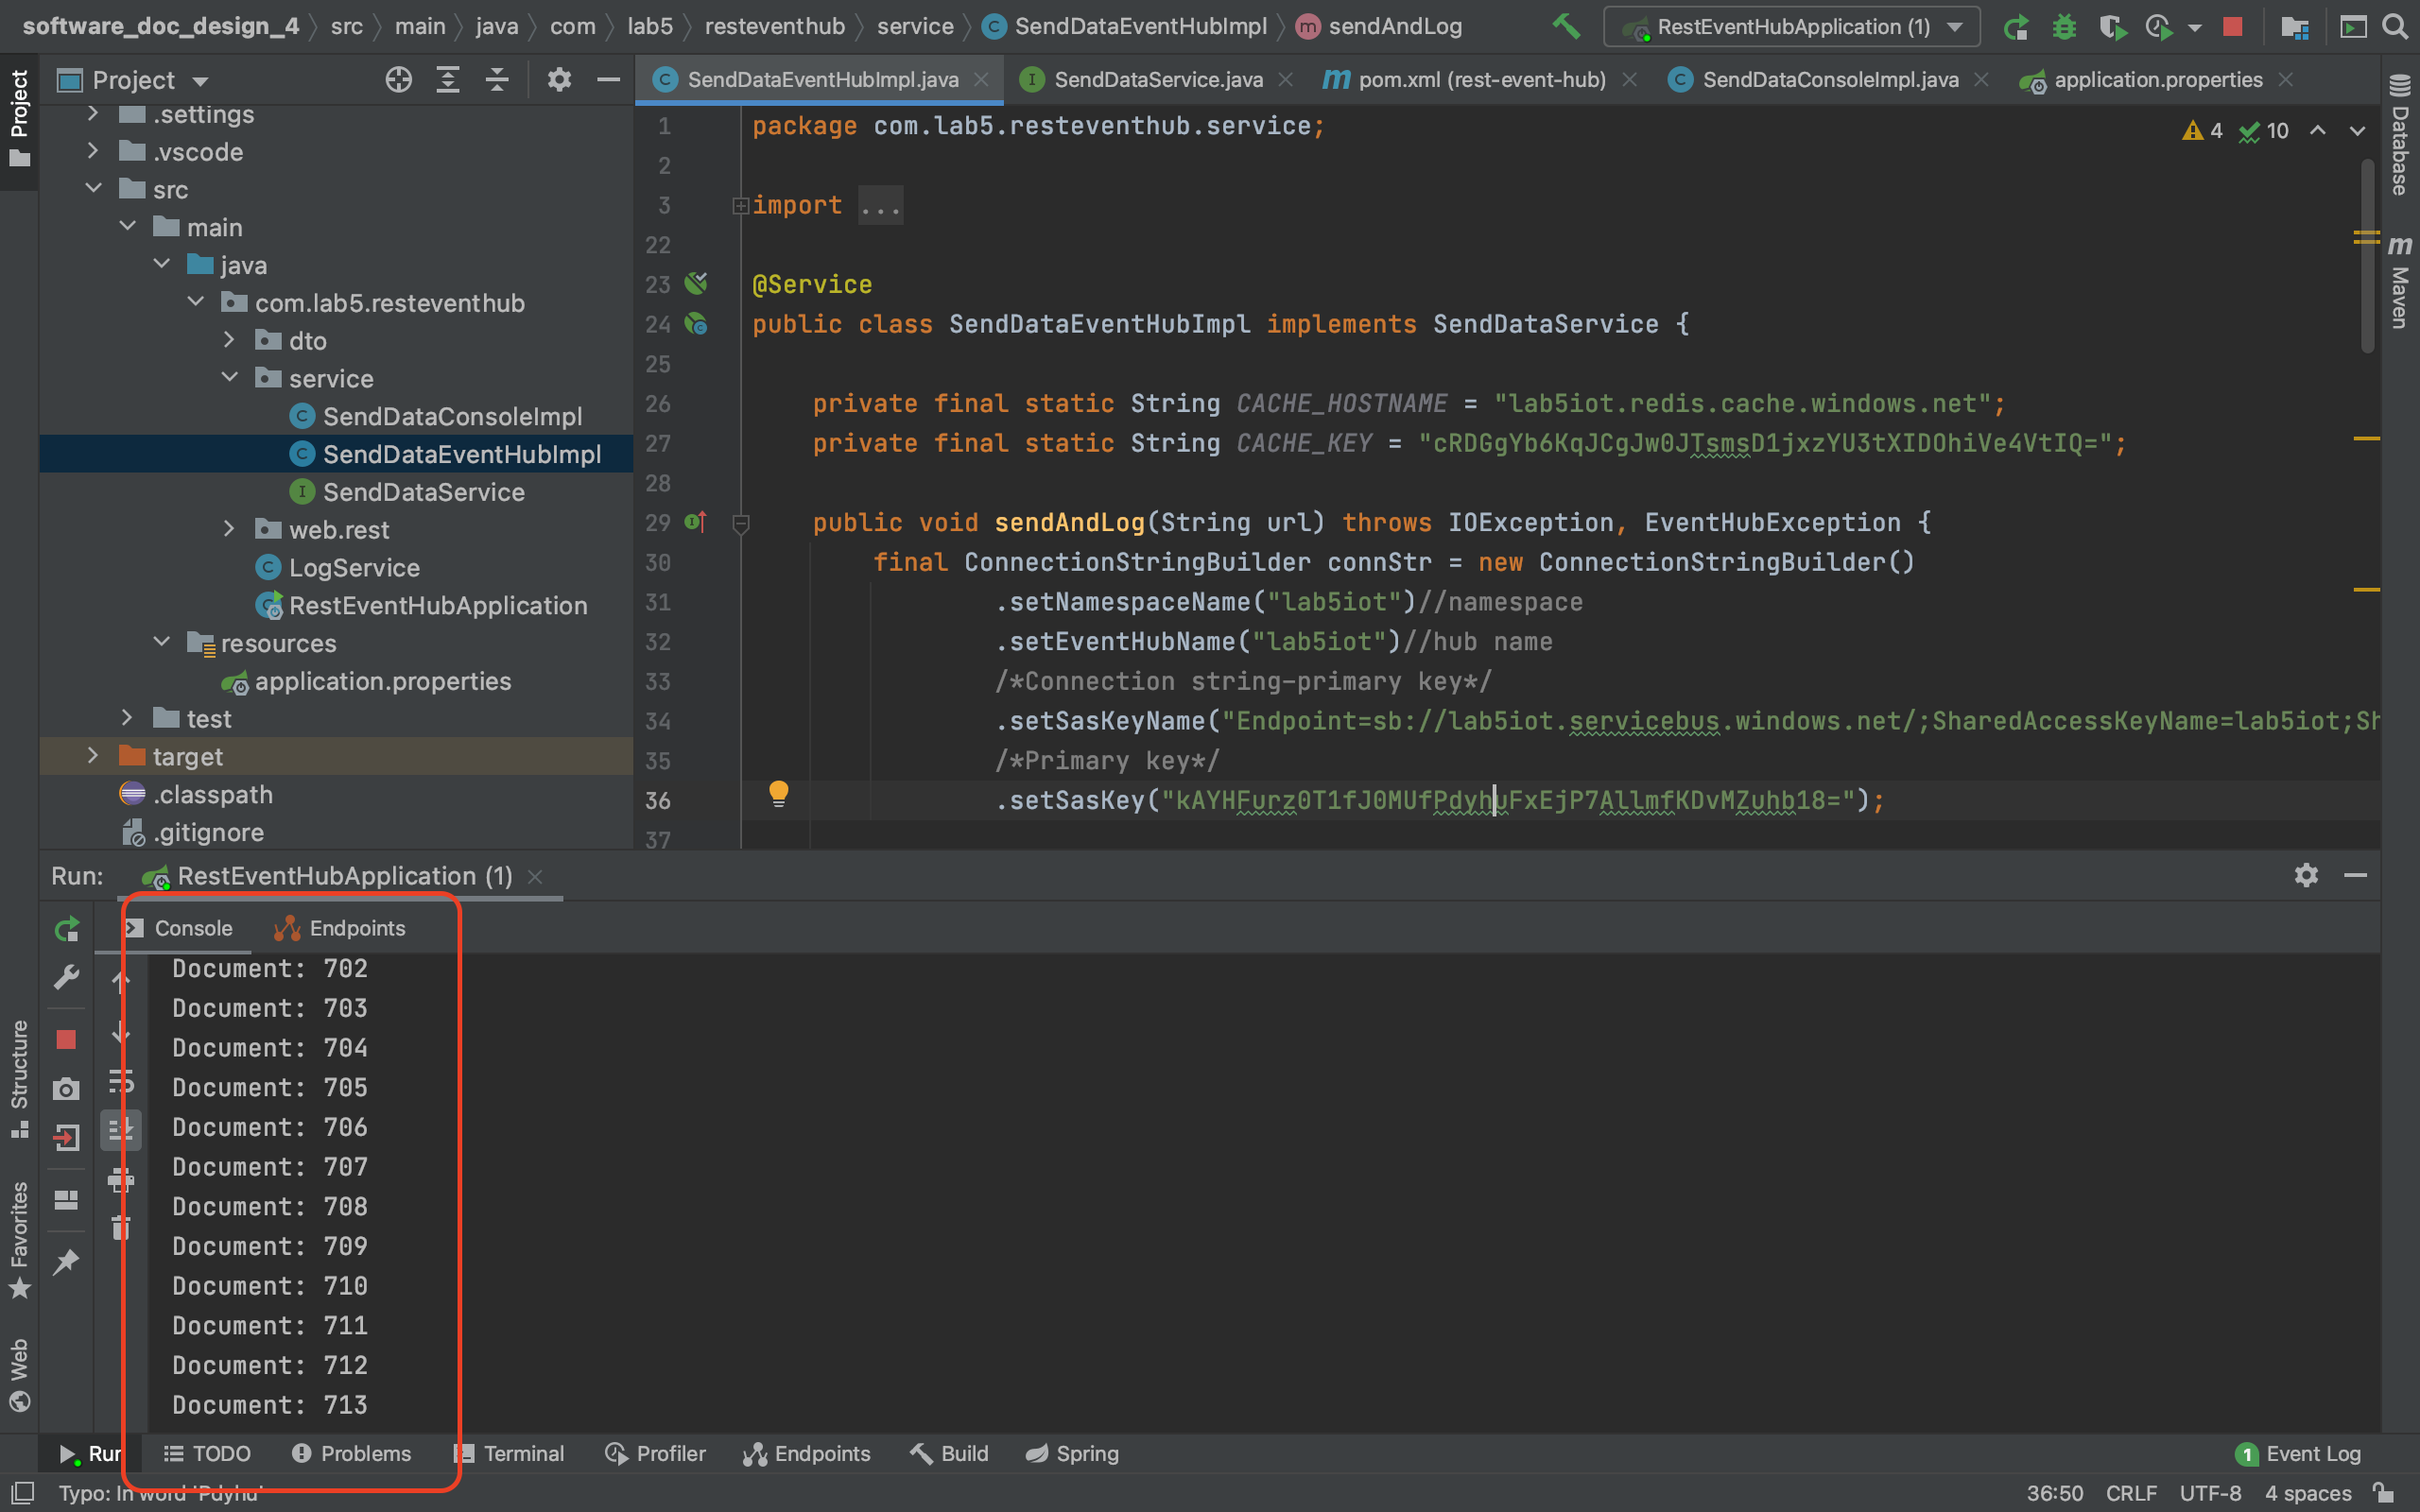 software_doc_design_4 src main java com lab5 resteventhub service SendDataEventHubImpl sendAndLog RestEventHubApplication (1)
Project
SendDataEventHubImpl.java SendDataService.java pom.xml (rest-event-hub) SendDataConsoleImpl.java application.properties
Project
.settings
.vscode
src
main
java
com.lab5.resteventhub
dto
service
SendDataConsoleImpl
SendDataEventHubImpl
SendDataService
web.rest
LogService
RestEventHubApplication
resources
application.properties
test
target
.classpath
.gitignore
4 10
1 package com.lab5.resteventhub.service;
2
3 import ...
22
23 @Service
24 public class SendDataEventHubImpl implements SendDataService {
25
26 private final static String CACHE_HOSTNAME = "lab5iot.redis.cache.windows.net";
27 private final static String CACHE_KEY = "cRDGgYb6KqJCgJw0JTsmsD1jxzYU3tXIDOhiVe4VtIQ=";
28
29 public void sendAndLog(String url) throws IOException, EventHubException {
30 final ConnectionStringBuilder connStr = new ConnectionStringBuilder()
31 .setNamespaceName("lab5iot")//namespace
32 .setEventHubName("lab5iot")//hub name
33 /*Connection string-primary key*/
34 .setSasKeyName("Endpoint=sb://lab5iot.servicebus.windows.net/;SharedAccessKeyName=lab5iot;Sh
35 /*Primary key*/
36 .setSasKey("kAYHFurz0T1fJ0MUfPdyhuFxEjP7AllmfKDvMZuhb18=");
37
Database
Maven
Run: RestEventHubApplication (1)
Console Endpoints
Document: 702
Document: 703
Document: 704
Document: 705
Document: 706
Document: 707
Document: 708
Document: 709
Document: 710
Document: 711
Document: 712
Document: 713
Structure
Favorites
Web
Run TODO Problems Terminal Profiler Endpoints Build Spring 1 Event Log
Typo: In word 'Pdyhu' 36:50 CRLF UTF-8 4 spaces